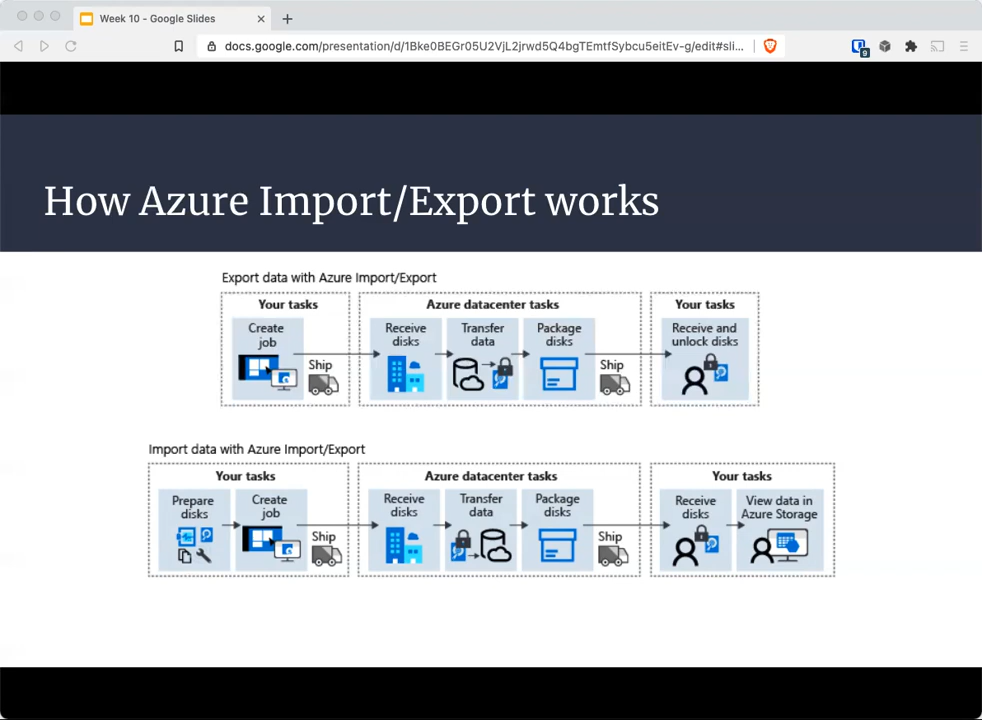 Week 10 - Google Slides
docs.google.com/presentation/d/1Bke0BEGr05U2VjL2jrwd5Q4bgTEmtfSybcu5eitEv-g/edit#sli...
9
How Azure Import/Export works
Export data with Azure Import/Export
Your tasks
Create
job
Ship
Azure datacenter tasks
Receive
disks
Transfer
data
Package
disks
Ship
Your tasks
Receive and
unlock disks
Import data with Azure Import/Export
Your tasks
Prepare
disks
Create
job
Ship
Azure datacenter tasks
Receive
disks
Transfer
data
Package
disks
Ship
Your tasks
Receive
disks
View data in
Azure Storage